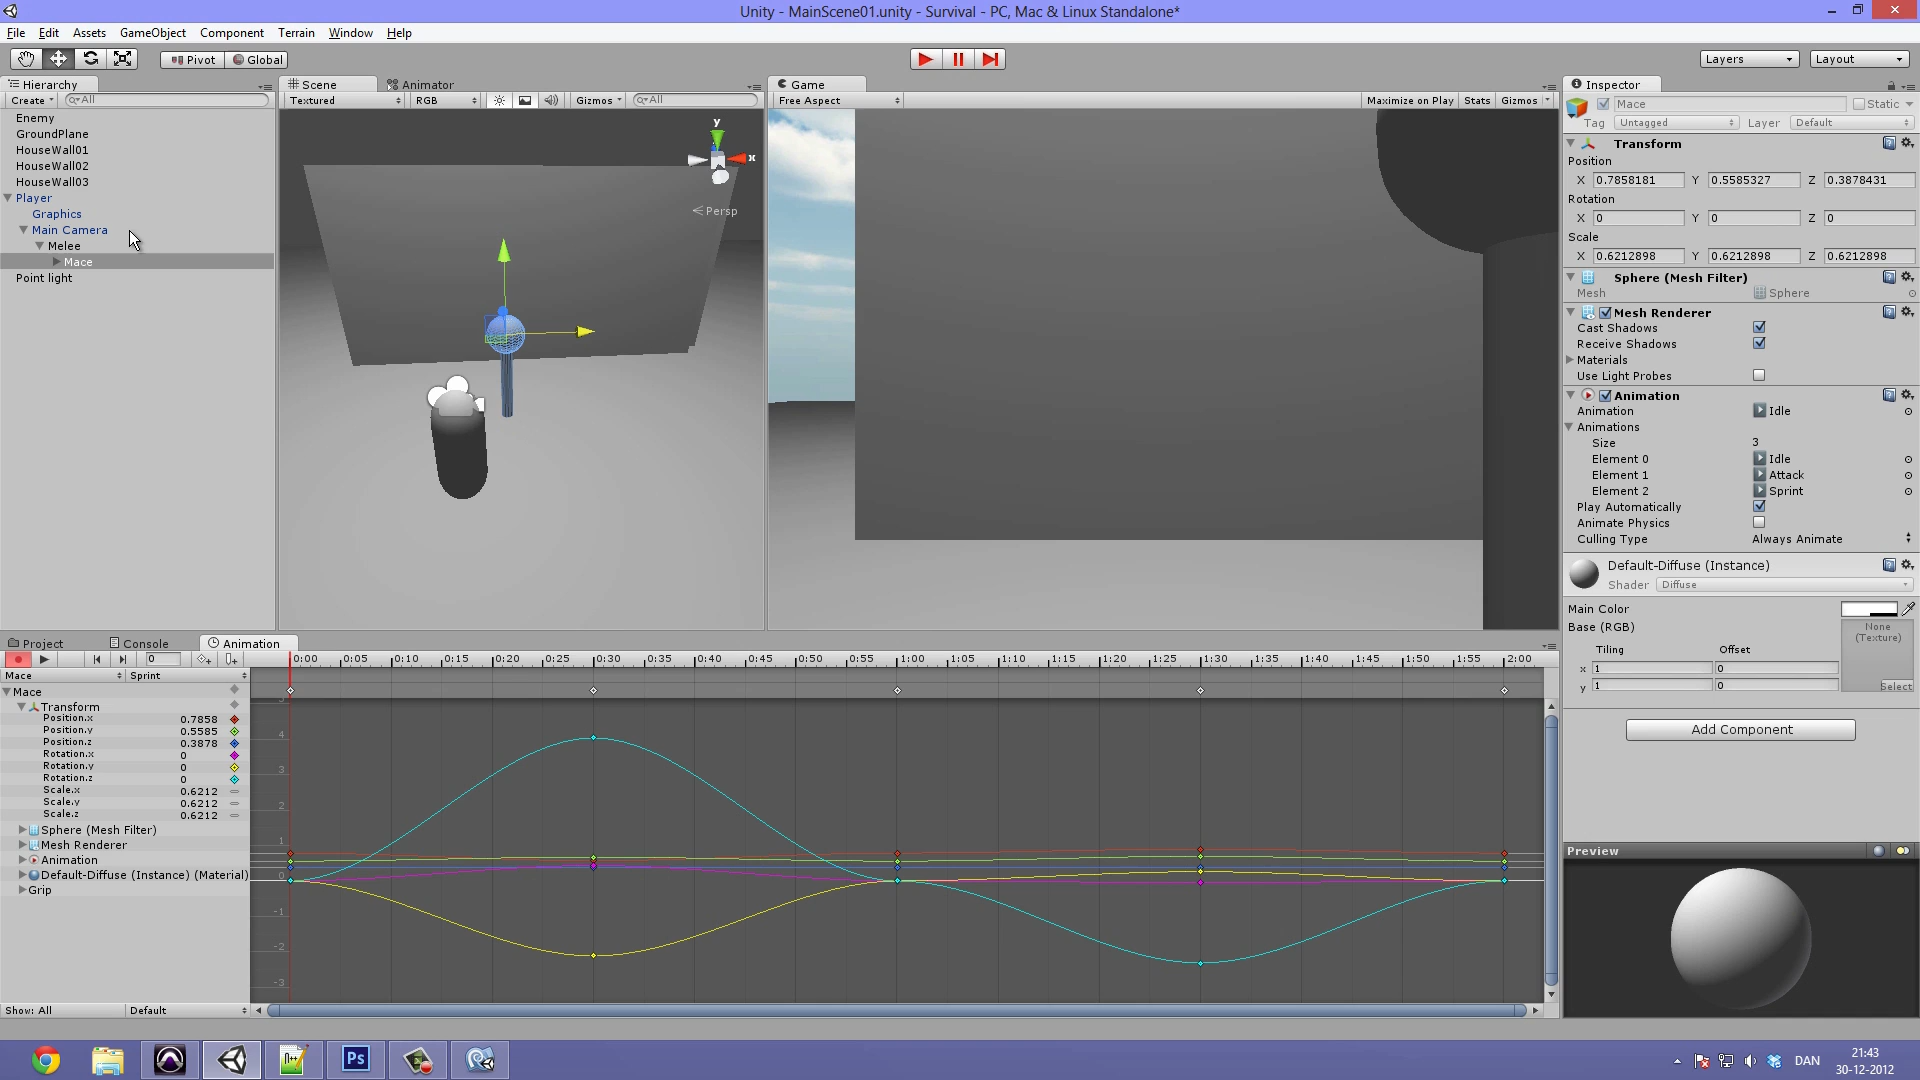 Unity - MainScene01.unity - Survival - PC, Mac & Linux Standalone*
File Edit Assets GameObject Component Terrain Window Help
Pivot Global Layers Layout
Hierarchy
Create All
Enemy
GroundPlane
HouseWall01
HouseWall02
HouseWall03
Player
Graphics
Main Camera
Melee
Mace
Point light
Scene Animator
Textured RGB Gizmos All
y
x
Persp
Game
Free Aspect Maximize on Play Stats Gizmos
Inspector
Mace Static
Tag Untagged Layer Default
Transform
Position
X 0.7858181 Y 0.5585327 Z 0.3878431
Rotation
X 0 Y 0 Z 0
Scale
X 0.6212898 Y 0.6212898 Z 0.6212898
Sphere (Mesh Filter)
Mesh Sphere
Mesh Renderer
Cast Shadows
Receive Shadows
Materials
Use Light Probes
Animation
Animation Idle
Animations
Size 3
Element 0 Idle
Element 1 Attack
Element 2 Sprint
Play Automatically
Animate Physics
Culling Type Always Animate
Default-Diffuse (Instance)
Shader Diffuse
Main Color
Base (RGB)
None
(Texture)
Tiling Offset
x 1 0
y 1 0
Select
Add Component
Preview
Project Console Animation
0 0:00 0:05 0:10 0:15 0:20 0:25 0:30 0:35 0:40 0:45 0:50 0:55 1:00 1:05 1:10 1:15 1:20 1:25 1:30 1:35 1:40 1:45 1:50 1:55 2:00
Mace Sprint
Mace
Transform
Position.x 0.7858
Position.y 0.5585
Position.z 0.3878
Rotation.x 0
Rotation.y 0
Rotation.z 0
Scale.x 0.6212
Scale.y 0.6212
Scale.z 0.6212
Sphere (Mesh Filter)
Mesh Renderer
Animation
Default-Diffuse (Instance) (Material)
Grip
4
3
2
1
0
-1
-2
-3
Show: All Default
Ps
DAN
21:43
30-12-2012